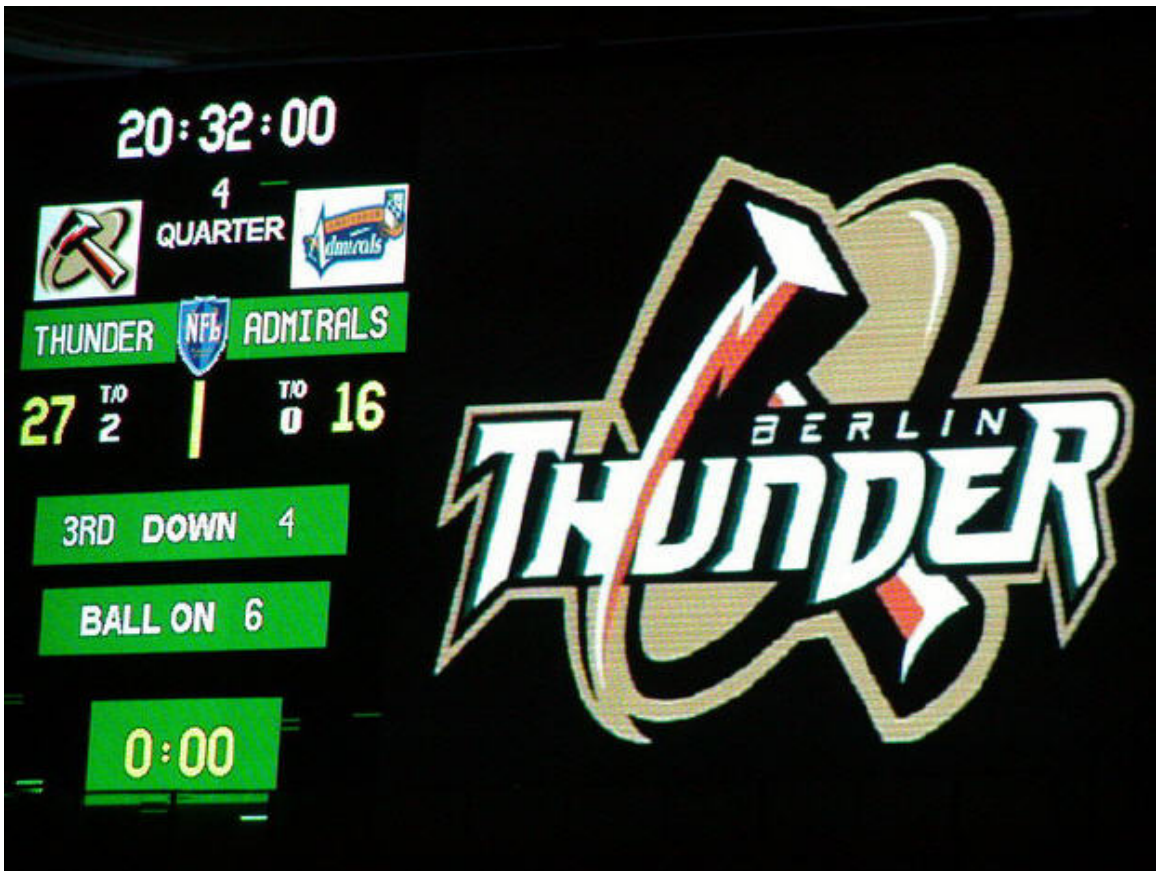 20:32:00
4
QUARTER
Admirals
THUNDER NFL ADMIRALS
27 T/O 2 T/O 0 16
3RD DOWN 4
BALL ON 6
0:00
BERLIN
THUNDER